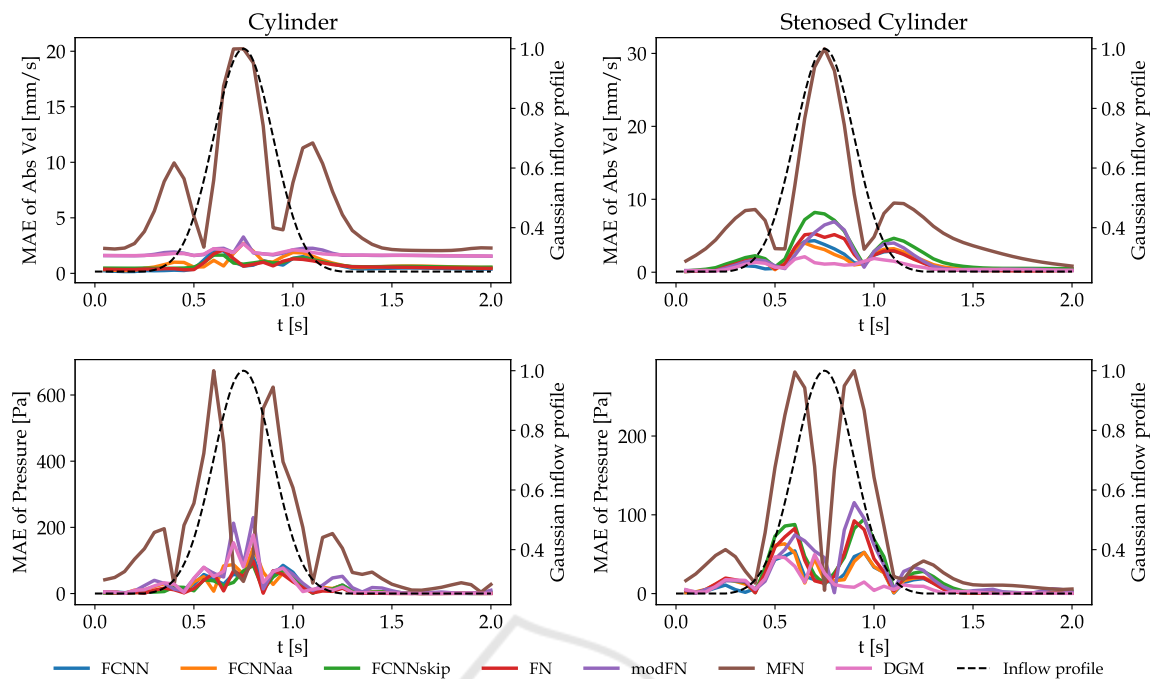 Cylinder
Stenosed Cylinder
20
15
10
5
0
MAE of Abs Vel [mm/s]
1.0
0.8
0.6
0.4
Gaussian inflow profile
0.0 0.5 1.0 1.5 2.0
t [s]
30
20
10
0
MAE of Abs Vel [mm/s]
1.0
0.8
0.6
0.4
Gaussian inflow profile
0.0 0.5 1.0 1.5 2.0
t [s]
600
400
200
0
MAE of Pressure [Pa]
1.0
0.8
0.6
0.4
Gaussian inflow profile
0.0 0.5 1.0 1.5 2.0
t [s]
200
100
0
MAE of Pressure [Pa]
1.0
0.8
0.6
0.4
Gaussian inflow profile
0.0 0.5 1.0 1.5 2.0
t [s]
FCNN FCNNaa FCNNskip FN modFN MFN DGM Inflow profile